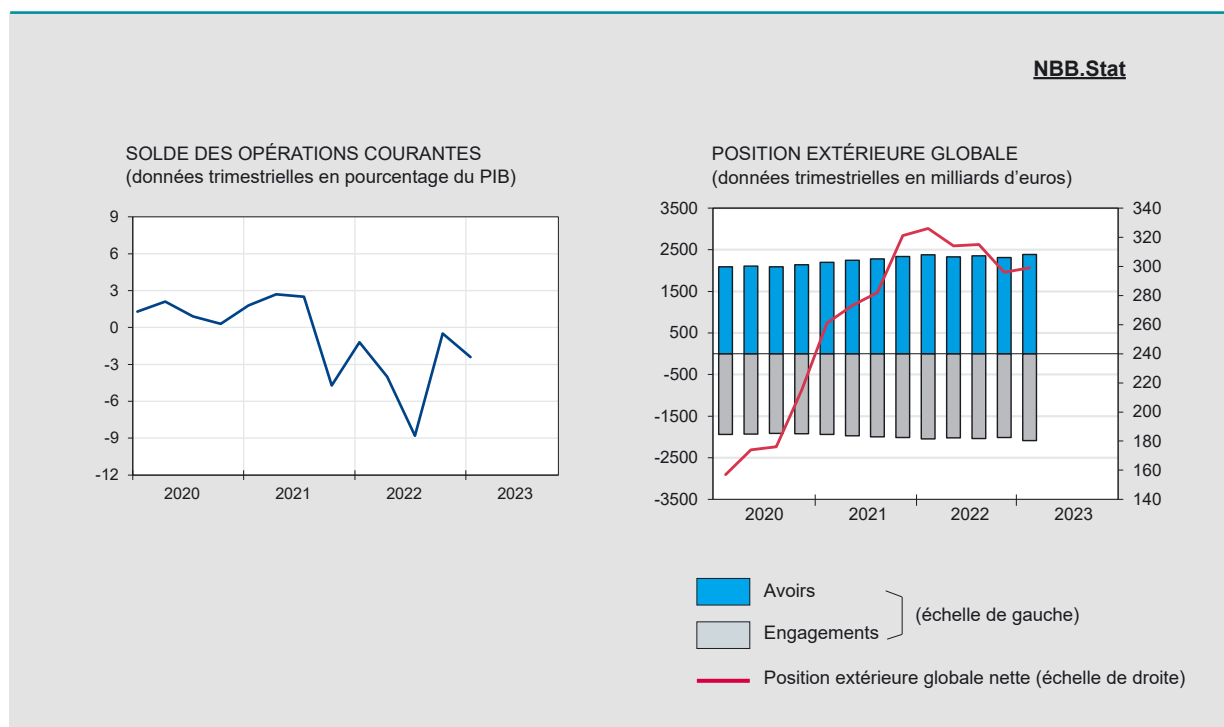 NBB.Stat
SOLDE DES OPÉRATIONS COURANTES
(données trimestrielles en pourcentage du PIB)
9
6
3
0
-3
-6
-9
-12
2020 2021 2022 2023
POSITION EXTÉRIEURE GLOBALE
(données trimestrielles en milliards d’euros)
3500
2500
1500
500
-500
-1500
-2500
-3500
340
320
300
280
260
240
220
200
180
160
140
2020 2021 2022 2023
Avoirs
Engagements
(échelle de gauche)
Position extérieure globale nette (échelle de droite)